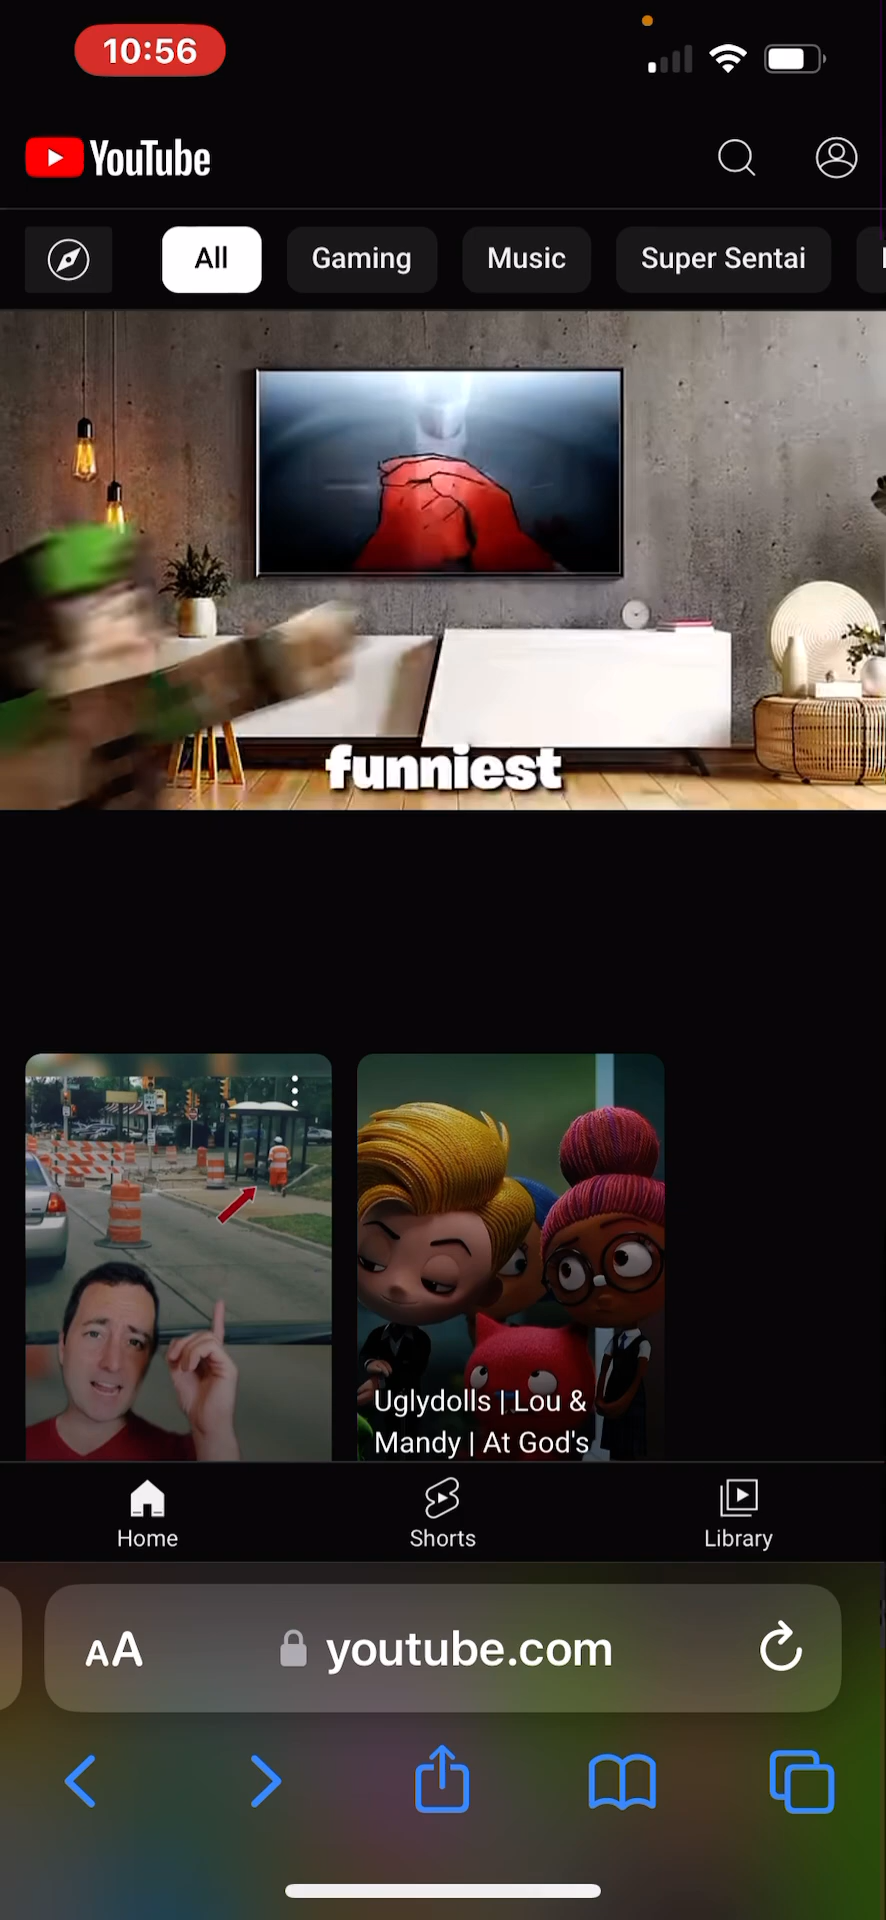 10:56
YouTube
All
Gaming
Music
Super Sentai
funniest
Uglydolls | Lou &
Mandy | At God's
Home
Shorts
Library
AA
youtube.com